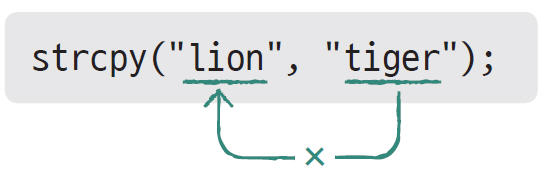 strcpy("lion", "tiger");
×